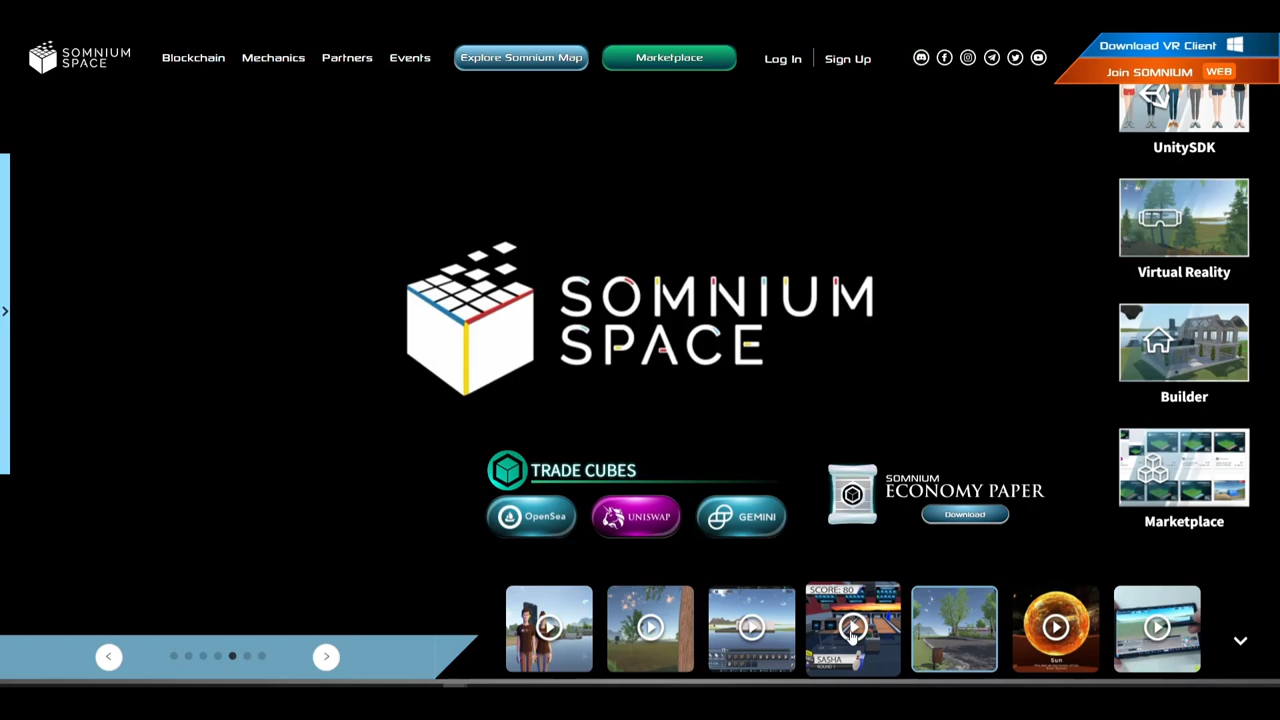 SOMNIUM
SPACE
Blockchain
Mechanics
Partners
Events
Explore Somnium Map
Marketplace
Log In
Sign Up
Download VR Client
Join SOMNIUM WEB
UnitySDK
Virtual Reality
Builder
Marketplace
SOMNIUM
SPACE
TRADE CUBES
OpenSea
UNISWAP
GEMINI
SOMNIUM
ECONOMY PAPER
Download
SCORE: 80
SASHA
ROUND 1
Sun